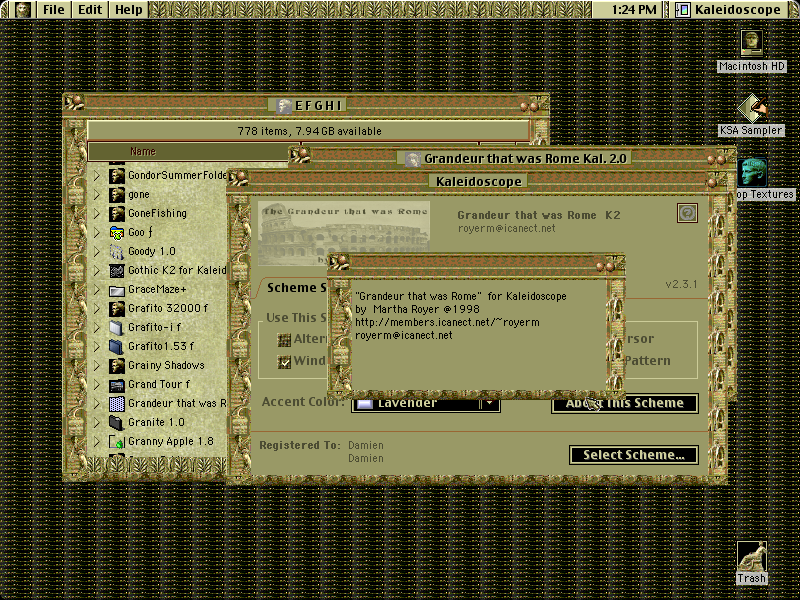 File Edit Help
1:24 PM
Kaleidoscope
Macintosh HD
KSA Sampler
op Textures
Trash
E F G H I
778 items, 7.94 GB available
Name
GondorSummerFolde
gone
GoneFishing
Goo ƒ
Goody 1.0
Gothic K2 for Kaleid
GraceMaze+
Grafito 32000 f
Grafito-i f
Grafito1.53 f
Grainy Shadows
Grand Tour f
Grandeur that was R
Granite 1.0
Granny Apple 1.8
Grandeur that was Rome Kal. 2.0
Kaleidoscope
The Grandeur that was Rome
by
Grandeur that was Rome K2
royerm@icanect.net
v2.3.1
Scheme S
Use This S
Alter
Wind
rsor
Pattern
"Grandeur that was Rome" for Kaleidoscope
by Martha Royer @1998
http://members.icanect.net/~royerm
royerm@icanect.net
Accent Color:
Lavender
About This Scheme
Registered To: Damien
Damien
Select Scheme...